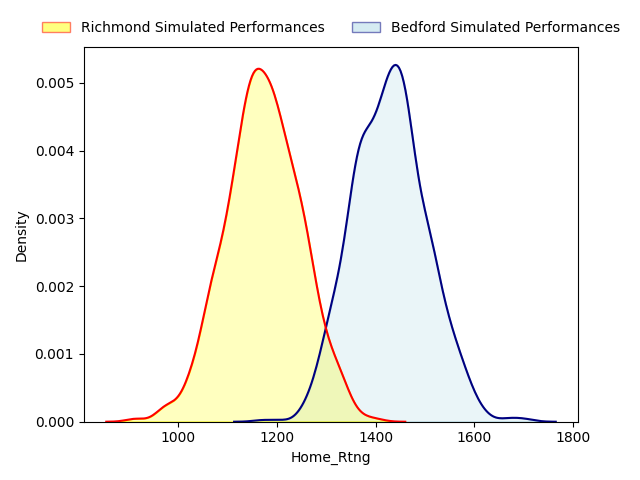 Richmond Simulated Performances
Bedford Simulated Performances
0.005
0.004
0.003
0.002
0.001
0.000
Density
1000
1200
1400
1600
1800
Home_Rtng